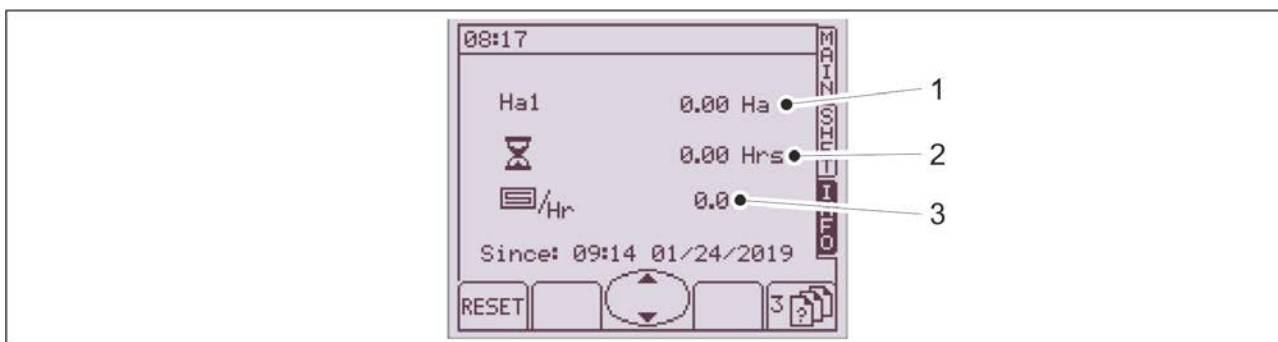 08:17
Ha1 0.00 Ha 1
0.00 Hrs 2
/Hr 0.0 3
Since: 09:14 01/24/2019
RESET 3 ?
MAIN SHFT
INFO